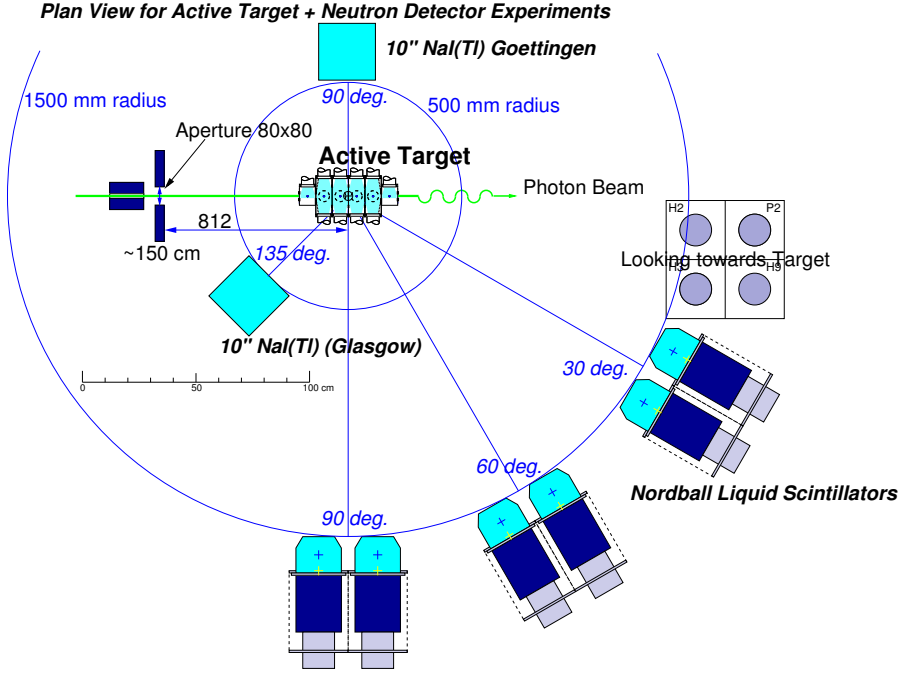 Plan View for Active Target + Neutron Detector Experiments
10" NaI(Tl) Goettingen
90 deg.
1500 mm radius
500 mm radius
Aperture 80x80
Active Target
Photon Beam
812
~150 cm
135 deg.
H2 P2
Looking towards Target
H3 H9
10" NaI(Tl) (Glasgow)
0 50 100 cm
30 deg.
60 deg.
Nordball Liquid Scintillators
90 deg.